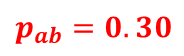 p_ab = 0.30